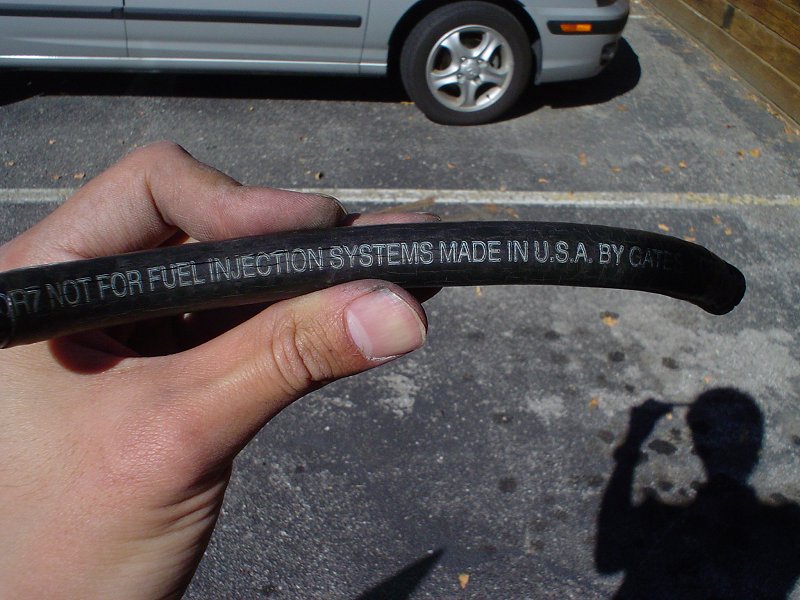 R7 NOT FOR FUEL INJECTION SYSTEMS MADE IN U.S.A. BY GATES